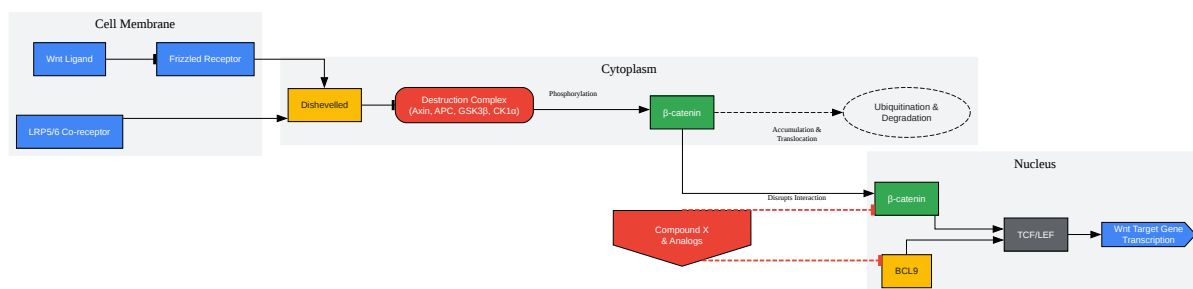 Cell Membrane
Wnt Ligand
Frizzled Receptor
LRP5/6 Co-receptor
Cytoplasm
Dishevelled
Destruction Complex
(Axin, APC, GSK3β, CK1α)
Phosphorylation
β-catenin
Accumulation &
Translocation
Ubiquitination &
Degradation
Nucleus
Disrupts Interaction
β-catenin
Compound X
& Analogs
TCF/LEF
Wnt Target Gene
Transcription
BCL9